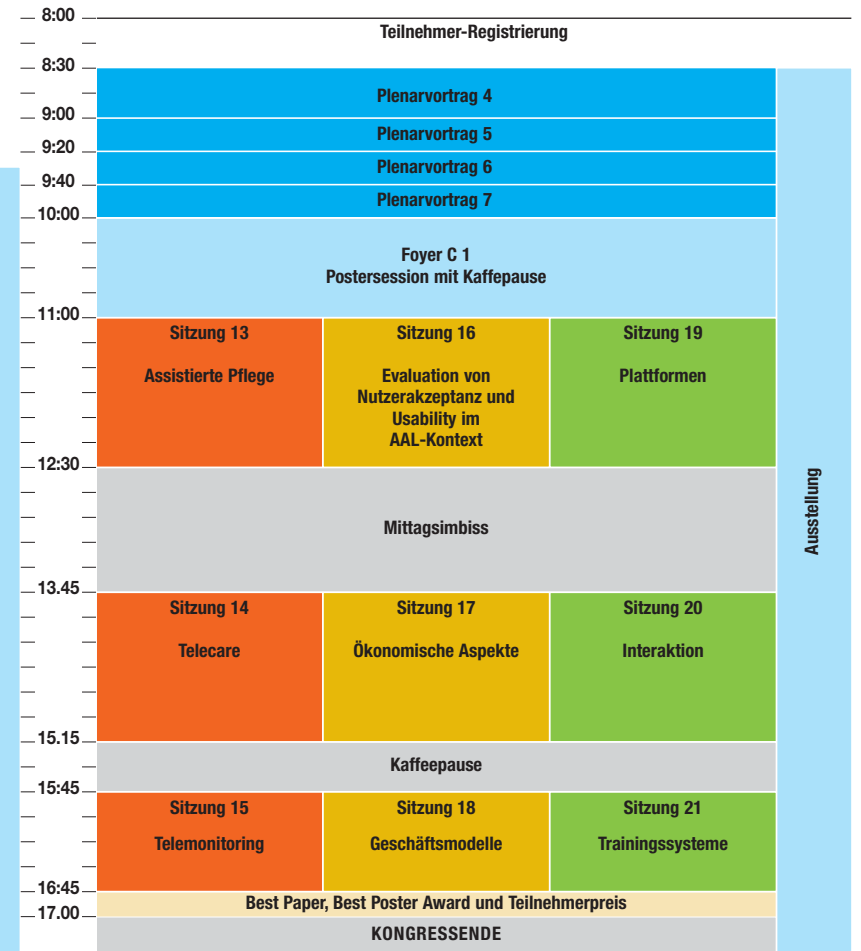 8:00
Teilnehmer-Registrierung
8:30
Plenarvortrag 4
9:00
Plenarvortrag 5
9:20
Plenarvortrag 6
9:40
Plenarvortrag 7
10:00
Foyer C 1
Postersession mit Kaffepause
11:00
Sitzung 13
Assistierte Pflege
Sitzung 16
Evaluation von
Nutzerakzeptanz und
Usability im
AAL-Kontext
Sitzung 19
Plattformen
12:30
Mittagsimbiss
Ausstellung
13.45
Sitzung 14
Telecare
Sitzung 17
Ökonomische Aspekte
Sitzung 20
Interaktion
15.15
Kaffeepause
15:45
Sitzung 15
Telemonitoring
Sitzung 18
Geschäftsmodelle
Sitzung 21
Trainingssysteme
16:45
Best Paper, Best Poster Award und Teilnehmerpreis
17.00
KONGRESSENDE